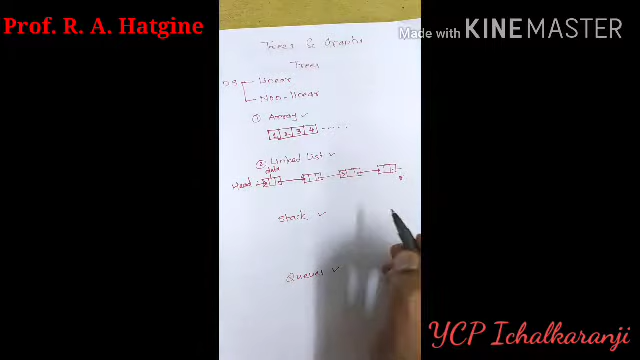 Prof. R. A. Hatgine
Made with KINEMASTER
Trees & Graphs
Trees
DS Linear
Non-linear
① Array ✓
1 2 3 4 ......
② Linked List ✓
data
Head
Stack ✓
Queues ✓
YCP Ichalkaranji